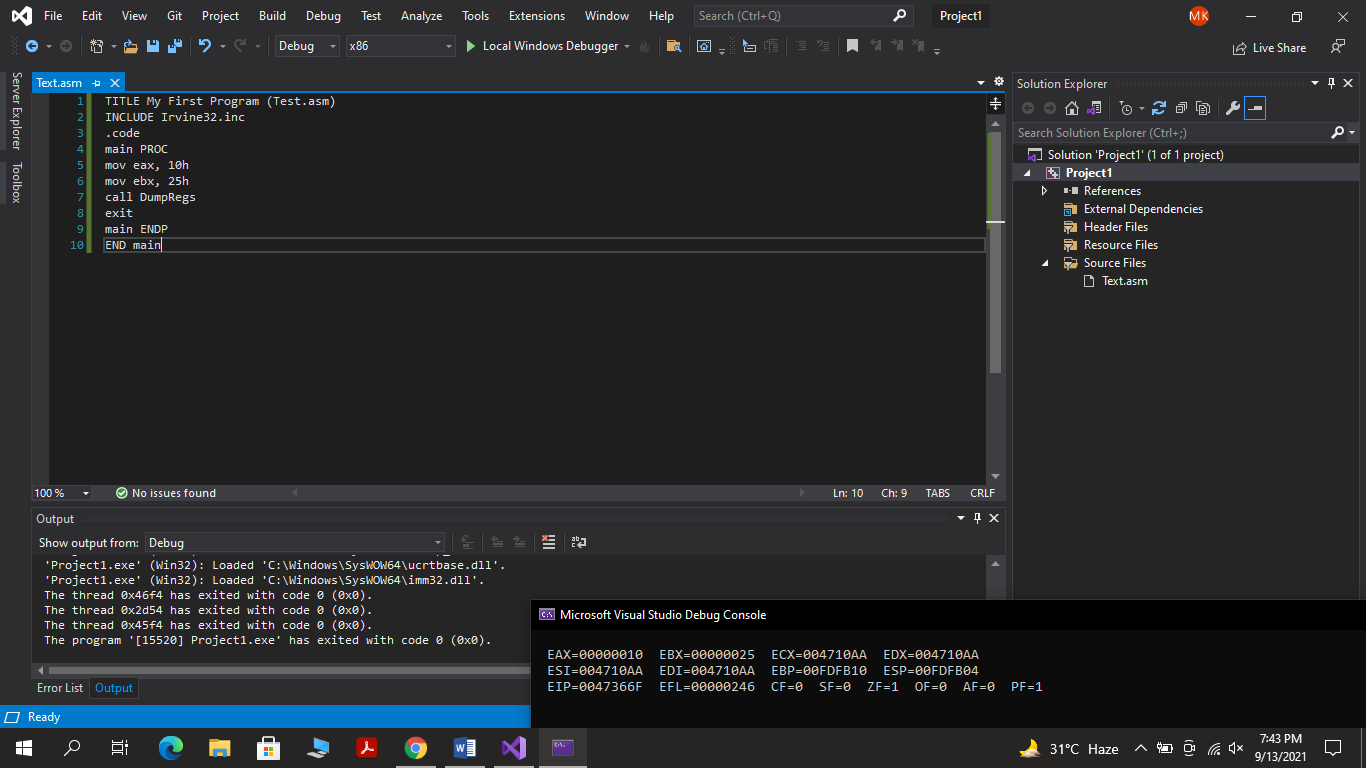 File Edit View Git Project Build Debug Test Analyze Tools Extensions Window Help Search (Ctrl+Q) Project1 MK
Debug x86 Local Windows Debugger Live Share
Server Explorer
Toolbox
Text.asm
1 TITLE My First Program (Test.asm)
2 INCLUDE Irvine32.inc
3 .code
4 main PROC
5 mov eax, 10h
6 mov ebx, 25h
7 call DumpRegs
8 exit
9 main ENDP
10 END main
100 % No issues found Ln: 10 Ch: 9 TABS CRLF
Solution Explorer
Search Solution Explorer (Ctrl+;)
Solution 'Project1' (1 of 1 project)
Project1
References
External Dependencies
Header Files
Resource Files
Source Files
Text.asm
Output
Show output from: Debug
'Project1.exe' (Win32): Loaded 'C:\Windows\SysWOW64\ucrtbase.dll'.
'Project1.exe' (Win32): Loaded 'C:\Windows\SysWOW64\imm32.dll'.
The thread 0x46f4 has exited with code 0 (0x0).
The thread 0x2d54 has exited with code 0 (0x0).
The thread 0x45f4 has exited with code 0 (0x0).
The program '[15520] Project1.exe' has exited with code 0 (0x0).
Error List Output
Ready
Microsoft Visual Studio Debug Console
EAX=00000010 EBX=00000025 ECX=004710AA EDX=004710AA
ESI=004710AA EDI=004710AA EBP=00FDFB10 ESP=00FDFB04
EIP=0047366F EFL=00000246 CF=0 SF=0 ZF=1 OF=0 AF=0 PF=1
31°C Haze
7:43 PM
9/13/2021